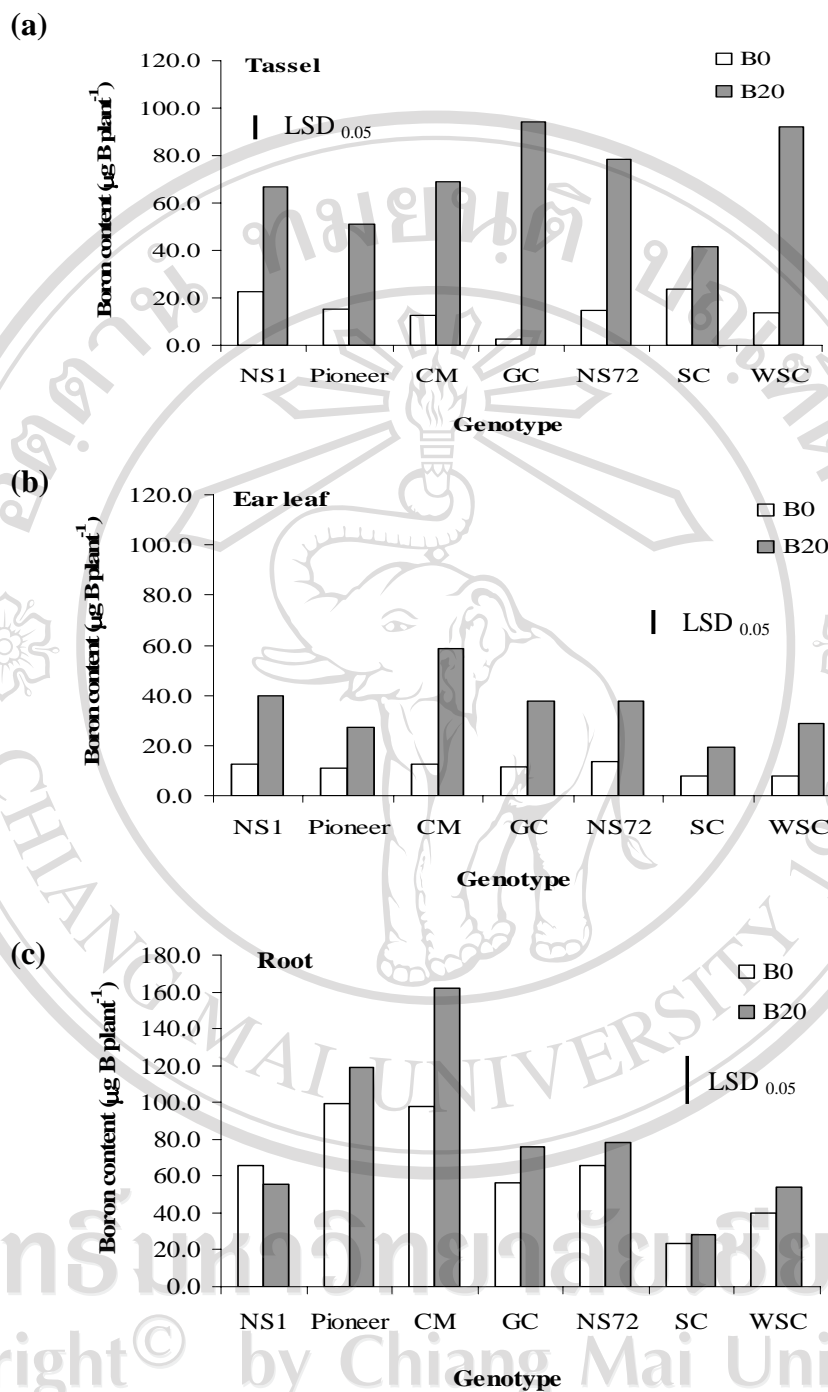 (a)
Tassel
B0
B20
LSD 0.05
Boron content (µg B plant-1)
120.0
100.0
80.0
60.0
40.0
20.0
0.0
NS1 Pioneer CM GC NS72 SC WSC
Genotype
(b)
Ear leaf
B0
B20
LSD 0.05
Boron content (µg B plant-1)
120.0
100.0
80.0
60.0
40.0
20.0
0.0
NS1 Pioneer CM GC NS72 SC WSC
Genotype
(c)
Root
B0
B20
LSD 0.05
Boron content (µg B plant-1)
180.0
160.0
140.0
120.0
100.0
80.0
60.0
40.0
20.0
0.0
NS1 Pioneer CM GC NS72 SC WSC
Genotype
CHIANG MAI UNIVERSITY
right© by Chiang Mai Uni